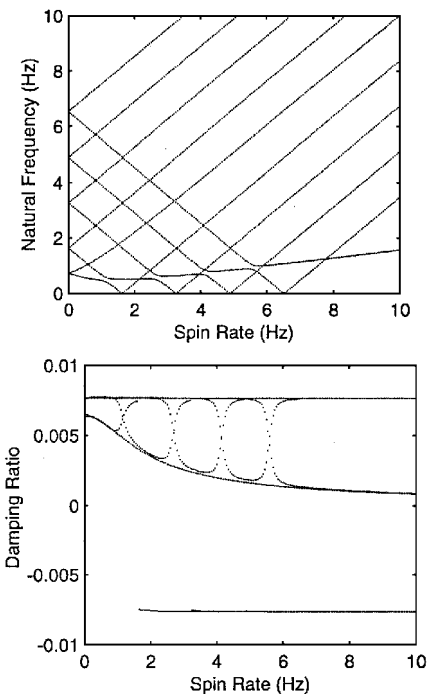 10
8
6
4
2
0
Natural Frequency (Hz)
0 2 4 6 8 10
Spin Rate (Hz)
0.01
0.005
0
-0.005
-0.01
Damping Ratio
0 2 4 6 8 10
Spin Rate (Hz)